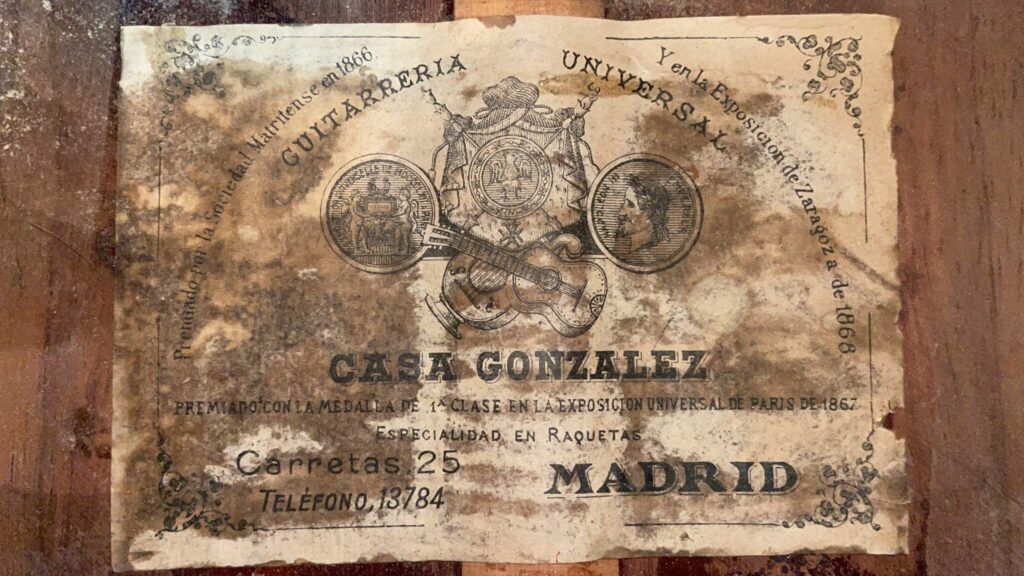 Premiado por la Sociedad Matritense en 1866
GUITARRERIA UNIVERSAL
Y en la Exposicion de Zaragoza de 1868
CASA GONZALEZ
PREMIADO CON LA MEDALLA DE 1ª CLASE EN LA EXPOSICION UNIVERSAL DE PARIS DE 1867
ESPECIALIDAD EN RAQUETAS
Carretas, 25
TELÉFONO, 13784
MADRID